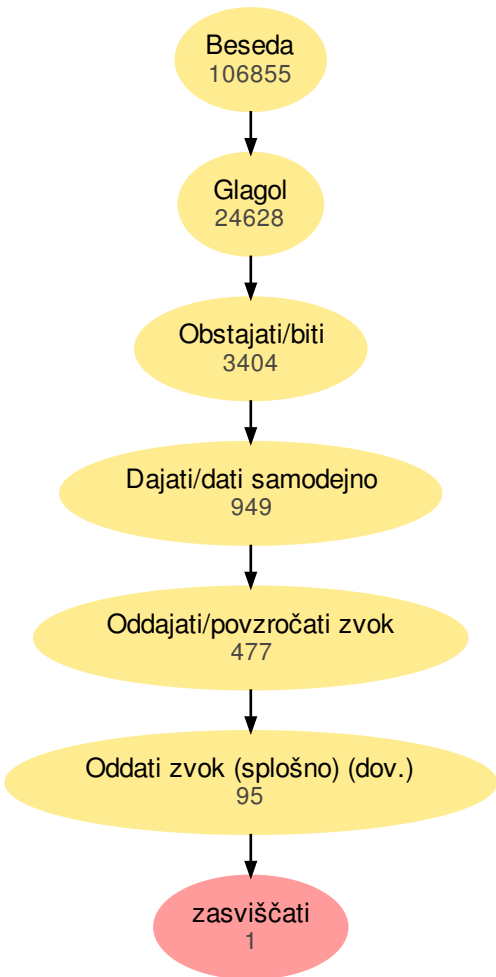 Beseda
106855
Glagol
24628
Obstajati/biti
3404
Dajati/dati samodejno
949
Oddajati/povzročati zvok
477
Oddati zvok (splošno) (dov.)
95
zasviščati
1